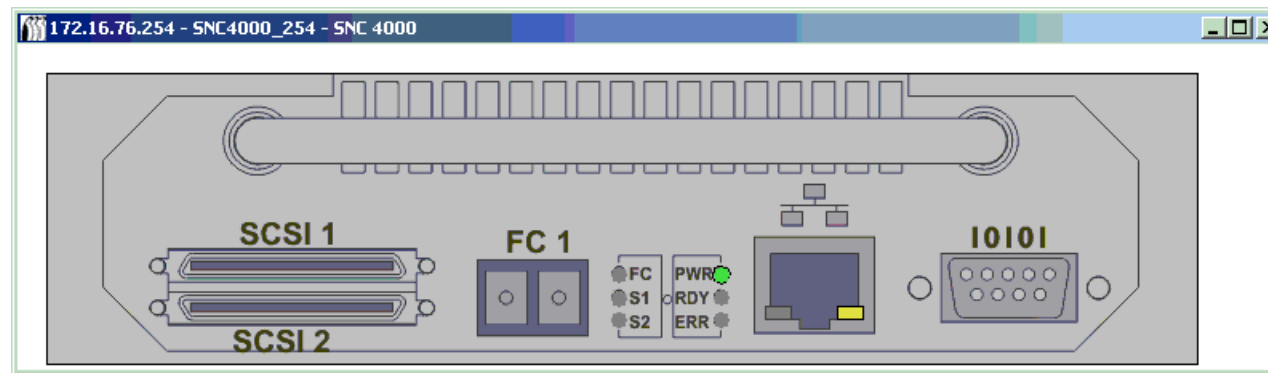 172.16.76.254 - SNC4000_254 - SNC 4000
SCSI 1
SCSI 2
FC 1
FC PWR
S1 RDY
S2 ERR
IOIOI